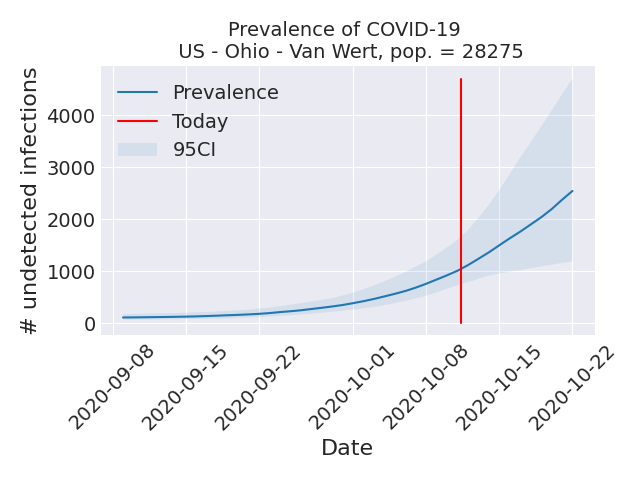 Prevalence of COVID-19
US - Ohio - Van Wert, pop. = 28275
# undetected infections
4000
3000
2000
1000
0
Prevalence
Today
95CI
2020-09-08
2020-09-15
2020-09-22
2020-10-01
2020-10-08
2020-10-15
2020-10-22
Date